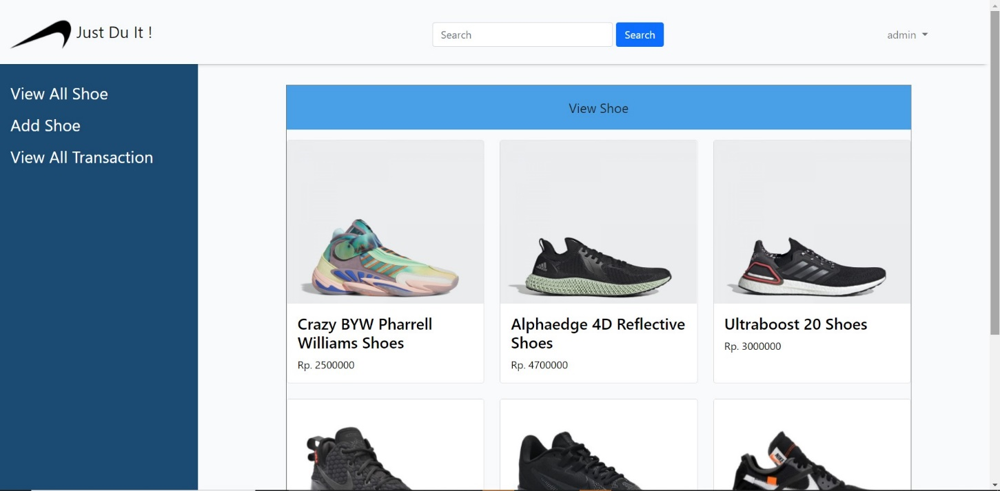 Just Du It !
Search
Search
admin
View All Shoe
Add Shoe
View All Transaction
View Shoe
Crazy BYW Pharrell
Williams Shoes
Rp. 2500000
Alphaedge 4D Reflective
Shoes
Rp. 4700000
Ultraboost 20 Shoes
Rp. 3000000
NIKE